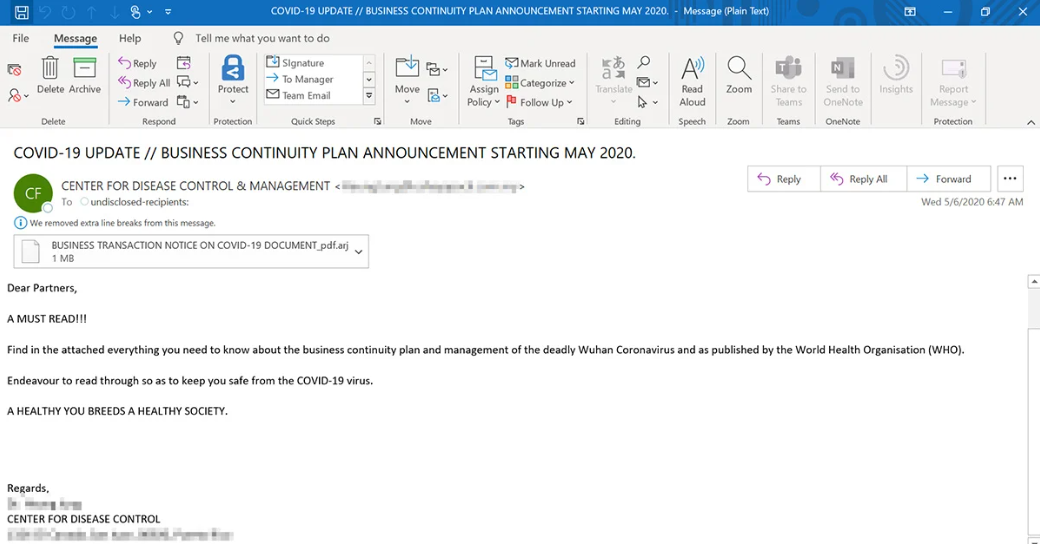 COVID-19 UPDATE // BUSINESS CONTINUITY PLAN ANNOUNCEMENT STARTING MAY 2020. - Message (Plain Text)
File Message Help Tell me what you want to do
Delete Archive
Reply
Reply All
Forward
Protect
Signature
To Manager
Team Email
Move
Assign Policy
Mark Unread
Categorize
Follow Up
Translate
Read Aloud
Zoom
Share to Teams
Send to OneNote
Insights
Report Message
Delete Respond Protection Quick Steps Move Tags Editing Speech Zoom Teams OneNote Protection
COVID-19 UPDATE // BUSINESS CONTINUITY PLAN ANNOUNCEMENT STARTING MAY 2020.
CF
CENTER FOR DISEASE CONTROL & MANAGEMENT < >
Reply Reply All Forward ...
To undisclosed-recipients:
Wed 5/6/2020 6:47 AM
We removed extra line breaks from this message.
BUSINESS TRANSACTION NOTICE ON COVID-19 DOCUMENT_pdf.arj
1 MB
Dear Partners,
A MUST READ!!!
Find in the attached everything you need to know about the business continuity plan and management of the deadly Wuhan Coronavirus and as published by the World Health Organisation (WHO).
Endeavour to read through so as to keep you safe from the COVID-19 virus.
A HEALTHY YOU BREEDS A HEALTHY SOCIETY.
Regards,
CENTER FOR DISEASE CONTROL